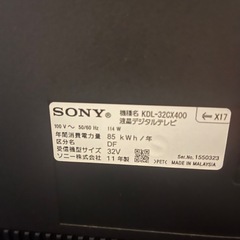 SONY 機種名 KDL-32CX400
液晶デジタルテレビ
100 V ～ 50/60 Hz 114 W
年間消費電力量 85 kWh/年
区分名 DF
受信機型サイズ 32V
ソニー株式会社 11年製
>PET<
MADE IN MALAYSIA
X17
Ser.No. 1550323